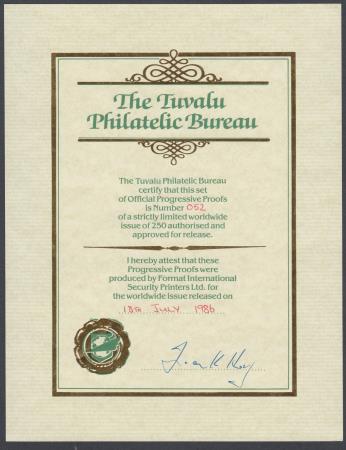 The Tuvalu
Philatelic Bureau
The Tuvalu Philatelic Bureau
certify that this set
of Official Progressive Proofs
is Number 052
of a strictly limited worldwide
issue of 250 authorised and
approved for release.
I hereby attest that these
Progressive Proofs were
produced by Format International
Security Printers Ltd. for
the worldwide issue released on
July 1986